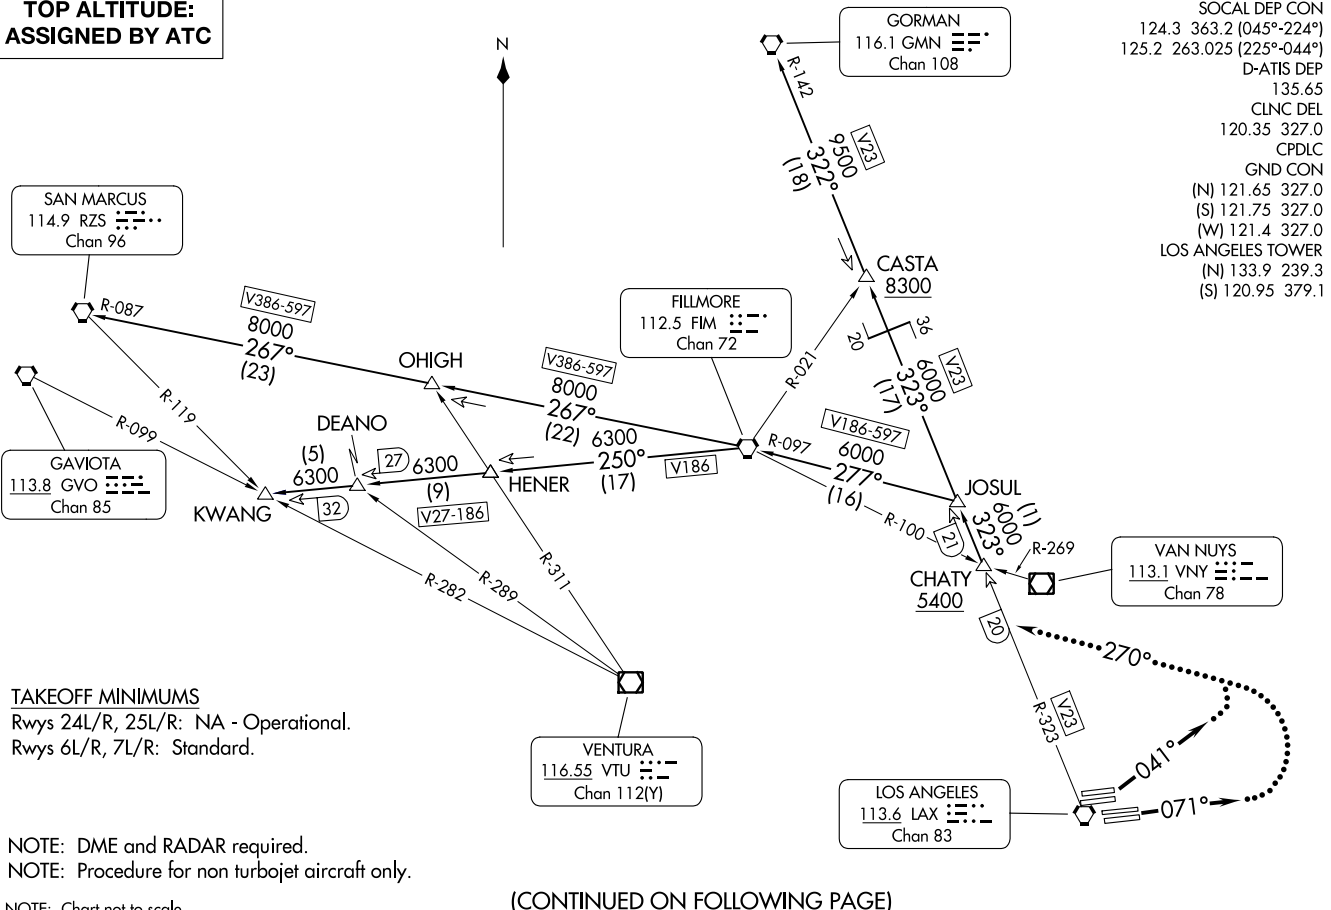 TOP ALTITUDE:
ASSIGNED BY ATC
SOCAL DEP CON
124.3 363.2 (045°-224°)
125.2 263.025 (225°-044°)
D-ATIS DEP
135.65
CLNC DEL
120.35 327.0
CPDLC
GND CON
(N) 121.65 327.0
(S) 121.75 327.0
(W) 121.4 327.0
LOS ANGELES TOWER
(N) 133.9 239.3
(S) 120.95 379.1
N
GORMAN
116.1 GMN
Chan 108
R-142
V23
9500
322°
(18)
SAN MARCUS
114.9 RZS
Chan 96
R-087
V386-597
8000
267°
(23)
CASTA
8300
FILLMORE
112.5 FIM
Chan 72
20
36
R-021
V23
6000
323°
(17)
OHIGH
V386-597
8000
267°
(22)
R-119
R-099
DEANO
(5)
6300
27
6300
(9)
V27-186
6300
250°
(17)
V186
R-097
V186-597
6000
277°
(16)
GAVIOTA
113.8 GVO
Chan 85
KWANG
32
HENER
JOSUL
(1)
6000
323°
R-100
21
R-269
CHATY
5400
VAN NUYS
113.1 VNY
Chan 78
R-282
R-289
R-311
20
270°
TAKEOFF MINIMUMS
Rwys 24L/R, 25L/R: NA - Operational.
Rwys 6L/R, 7L/R: Standard.
V23
R-323
041°
071°
VENTURA
116.55 VTU
Chan 112(Y)
LOS ANGELES
113.6 LAX
Chan 83
NOTE: DME and RADAR required.
NOTE: Procedure for non turbojet aircraft only.
NOTE: Chart not to scale
(CONTINUED ON FOLLOWING PAGE)